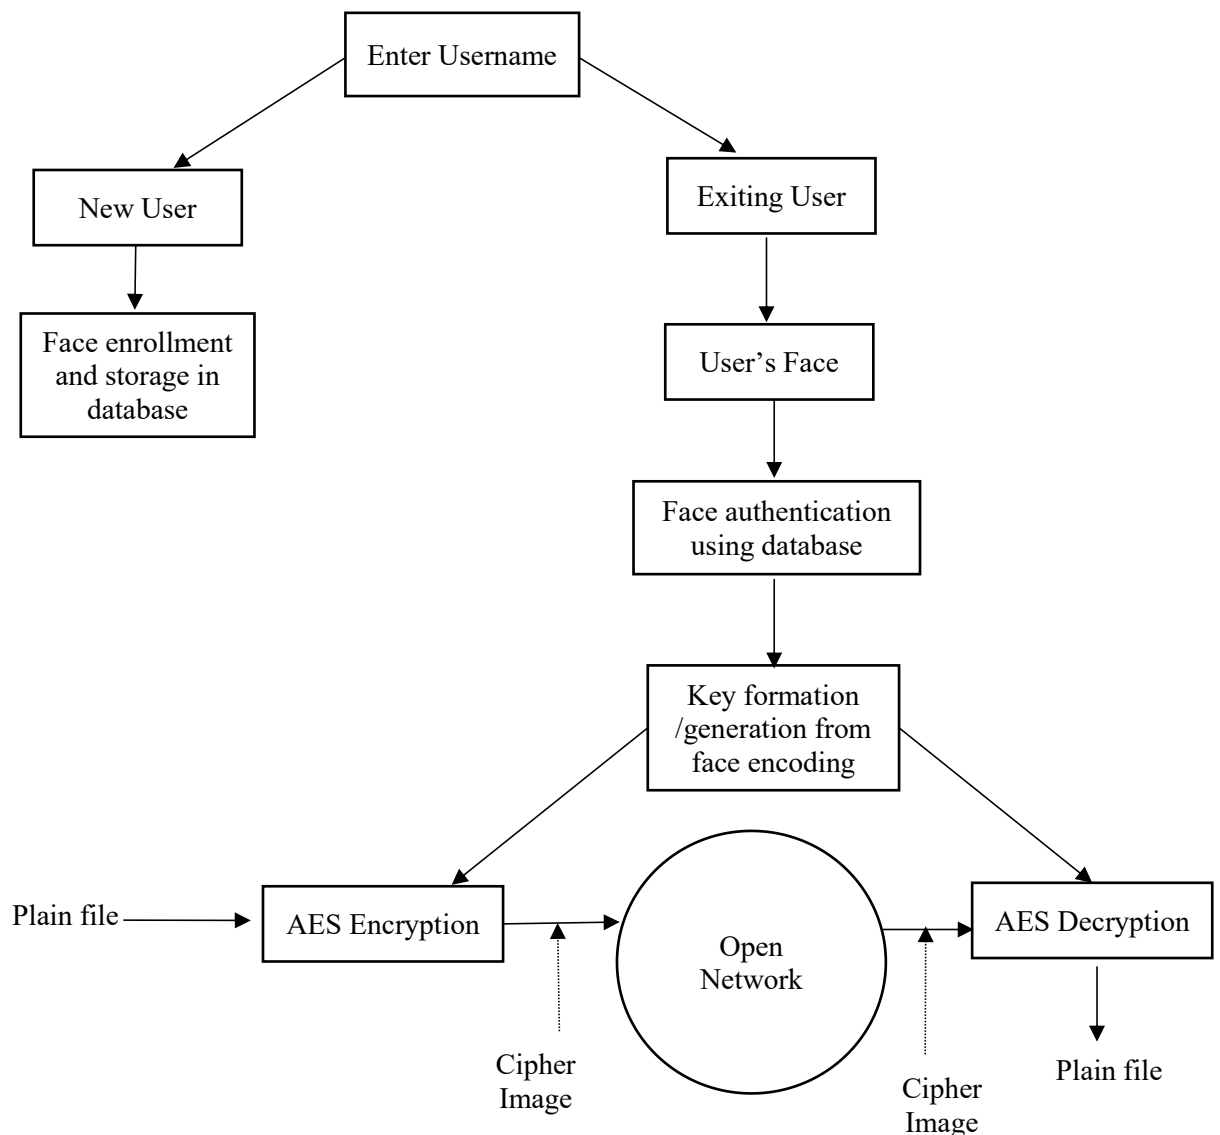 Enter Username
New User
Exiting User
Face enrollment
and storage in
database
User’s Face
Face authentication
using database
Key formation
/generation from
face encoding
Plain file
AES Encryption
Open
Network
AES Decryption
Cipher
Image
Cipher
Image
Plain file